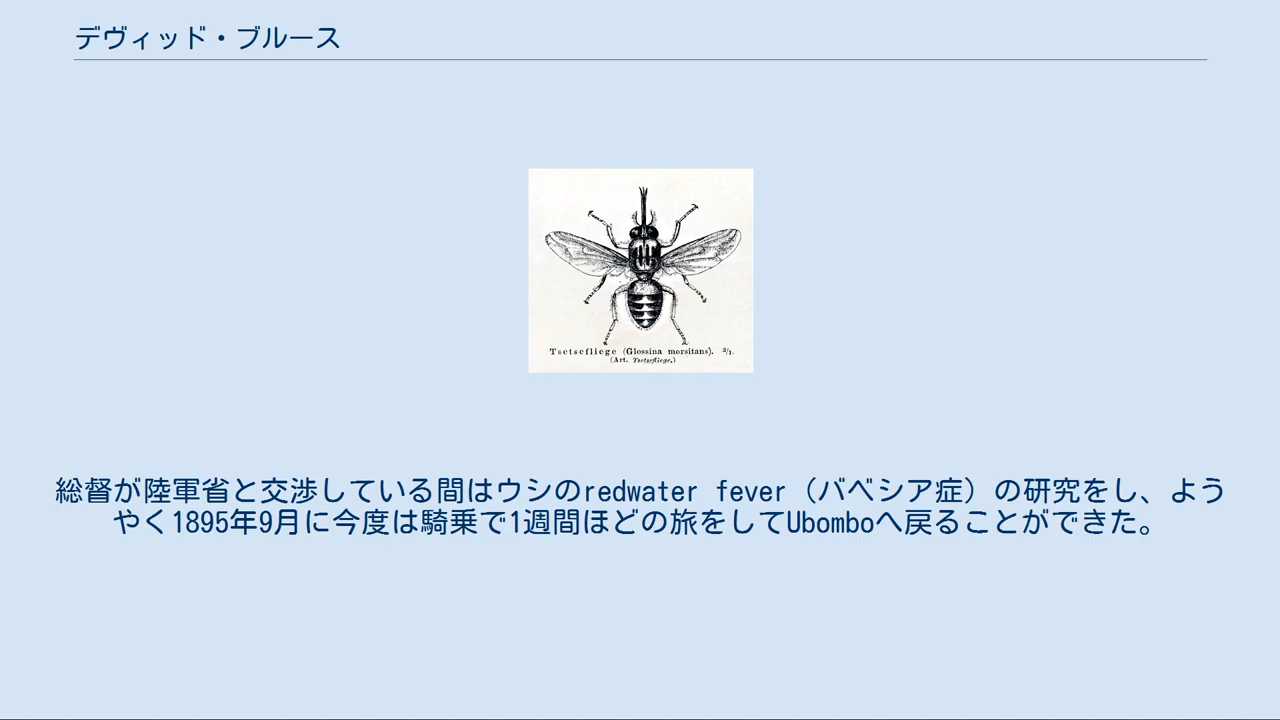 デヴィッド・ブルース
Tsetsefliege (Glossina morsitans). 3/1.
(Art. Tsetsefliege.)
総督が陸軍省と交渉している間はウシのredwater fever（バベシア症）の研究をし、よう
やく1895年9月に今度は騎乗で1週間ほどの旅をしてUbomboへ戻ることができた。